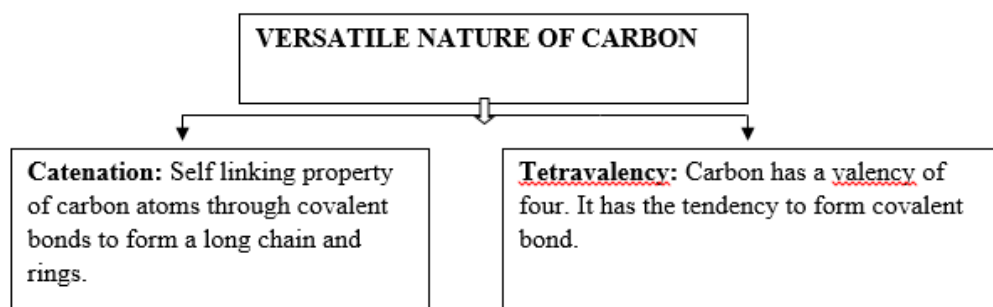 VERSATILE NATURE OF CARBON
Catenation: Self linking property
of carbon atoms through covalent
bonds to form a long chain and
rings.
Tetravalency: Carbon has a valency of
four. It has the tendency to form covalent
bond.